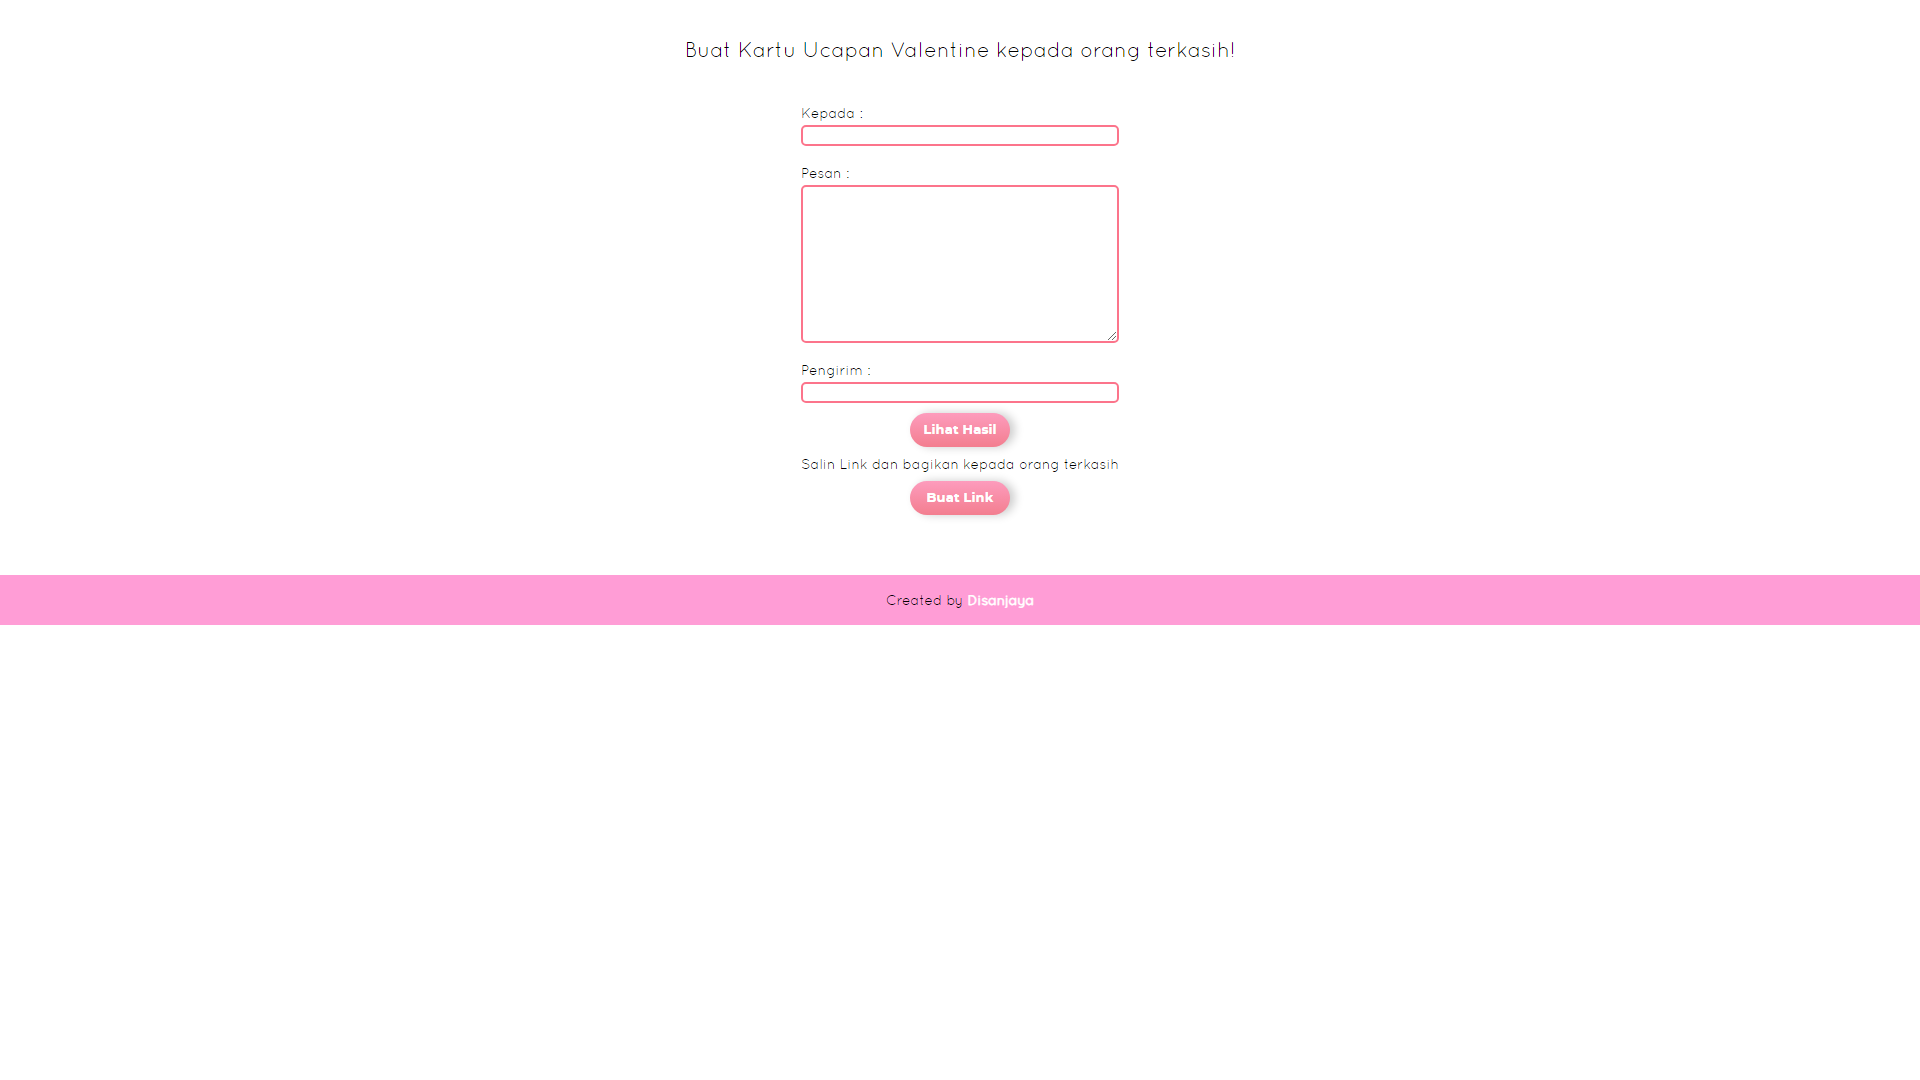 Buat Kartu Ucapan Valentine kepada orang terkasih!
Kepada :
Pesan :
Pengirim :
Lihat Hasil
Salin Link dan bagikan kepada orang terkasih
Buat Link
Created by Disanjaya